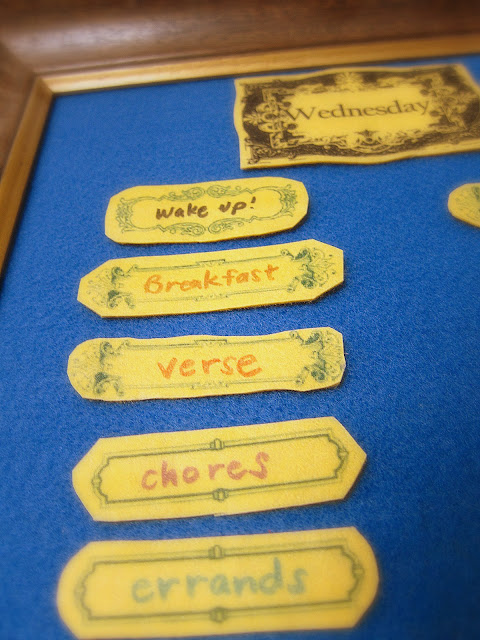 Wednesday
Wake up!
Breakfast
verse
chores
errands